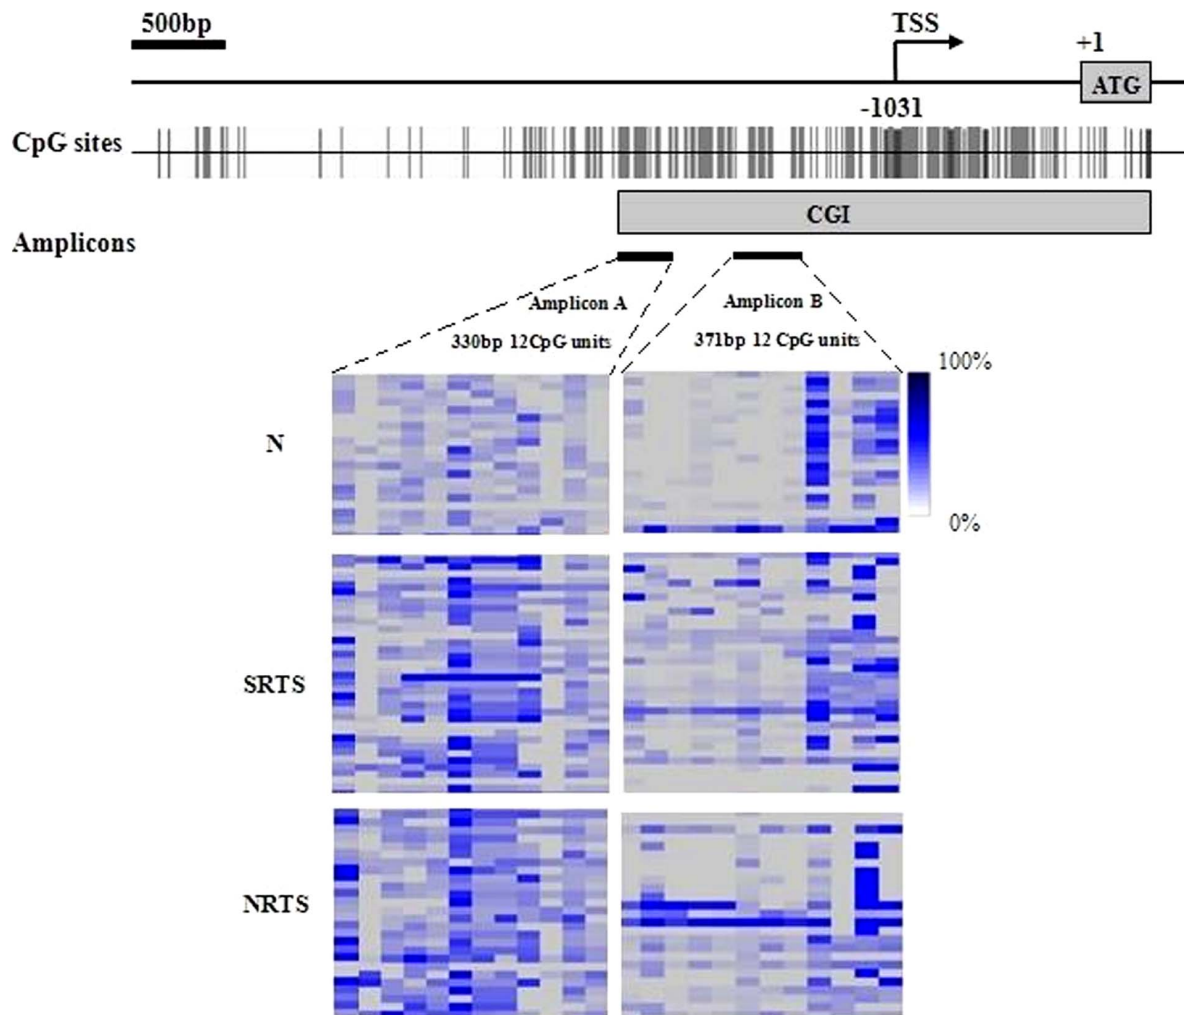 500bp
TSS
+1
ATG
-1031
CpG sites
CGI
Amplicons
Amplicon A
330bp 12CpG units
Amplicon B
371bp 12 CpG units
100%
0%
N
SRTS
NRTS